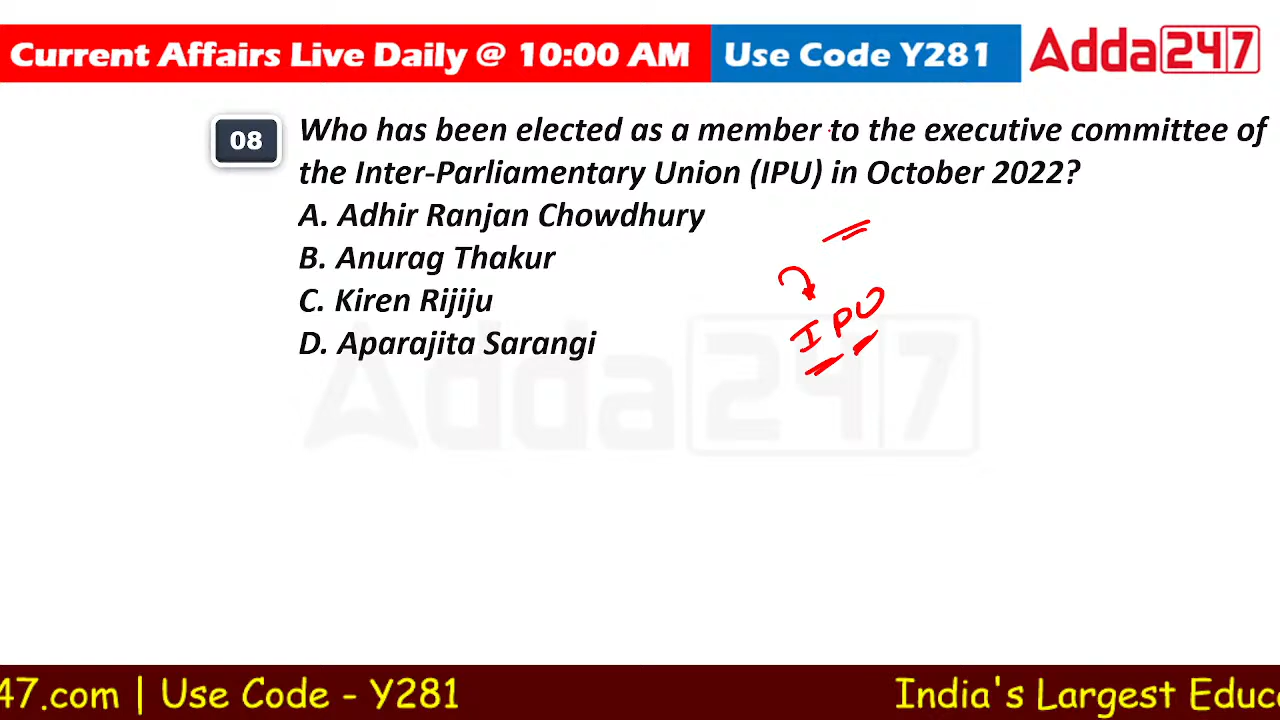 Current Affairs Live Daily @ 10:00 AM
Use Code Y281
Adda247
08
Who has been elected as a member to the executive committee of
the Inter-Parliamentary Union (IPU) in October 2022?
A. Adhir Ranjan Chowdhury
B. Anurag Thakur
C. Kiren Rijiju
D. Aparajita Sarangi
IPU
Adda247
47.com | Use Code - Y281
India's Largest Educa